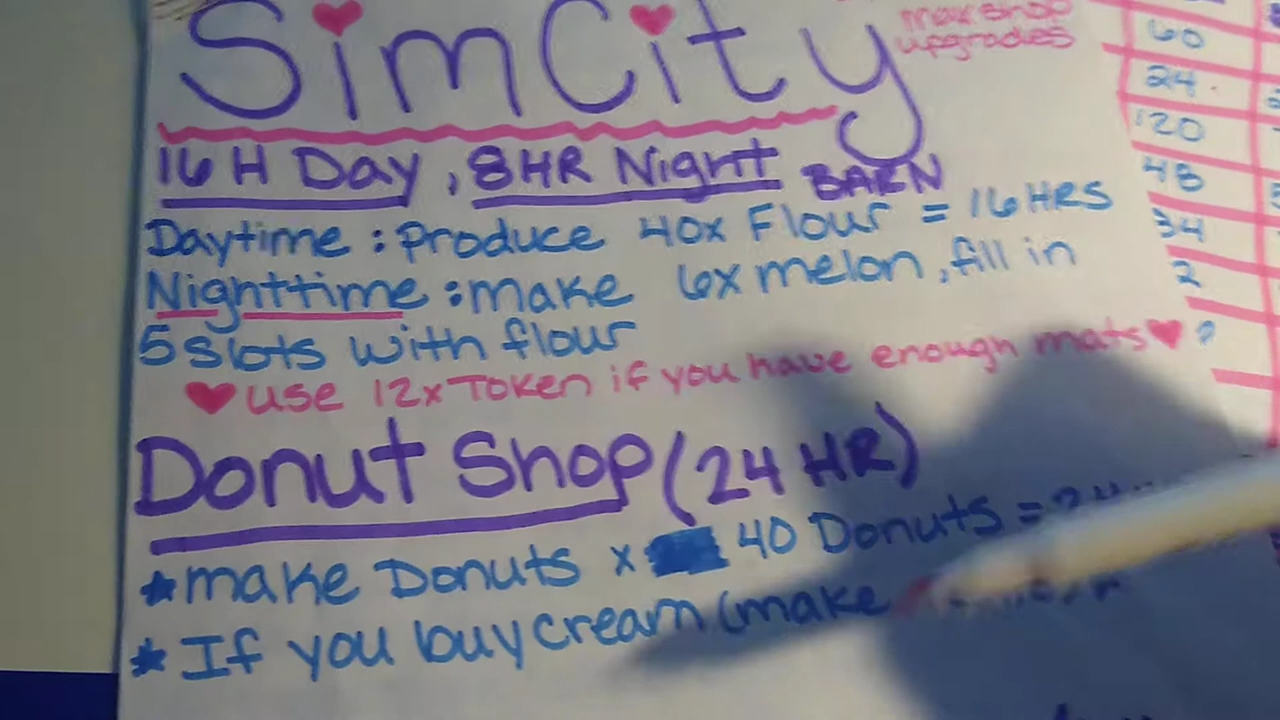 SimCity
max shop
upgrades
16 H Day, 8HR Night BARN
Daytime: Produce 40x Flour = 16HRS
Nighttime: make 6x melon, fill in
5 slots with flour
use 12x Token if you have enough mats
Donut Shop (24 HR)
make Donuts x 40 Donuts =
If you buy cream (make
60
24
120
48
34
2